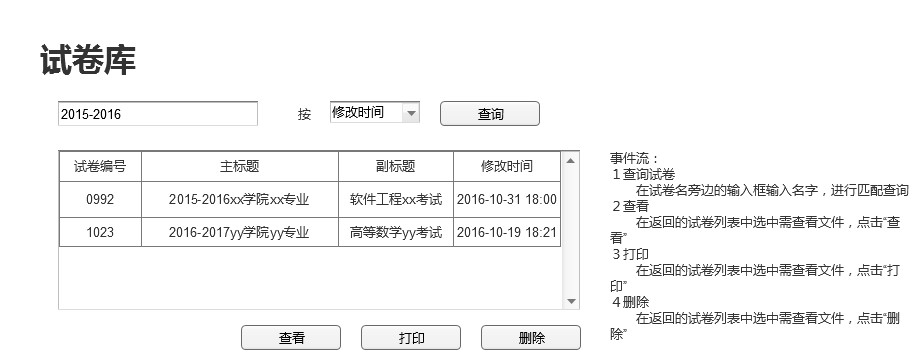 试卷库
2015-2016 按 修改时间 查询
试卷编号 主标题 副标题 修改时间
0992 2015-2016xx学院xx专业 软件工程xx考试 2016-10-31 18:00
1023 2016-2017yy学院yy专业 高等数学yy考试 2016-10-19 18:21
查看 打印 删除
事件流：
1查询试卷
在试卷名旁边的输入框输入名字，进行匹配查询
2查看
在返回的试卷列表中选中需查看文件，点击“查
看”
3打印
在返回的试卷列表中选中需查看文件，点击“打
印”
4删除
在返回的试卷列表中选中需查看文件，点击“删
除”